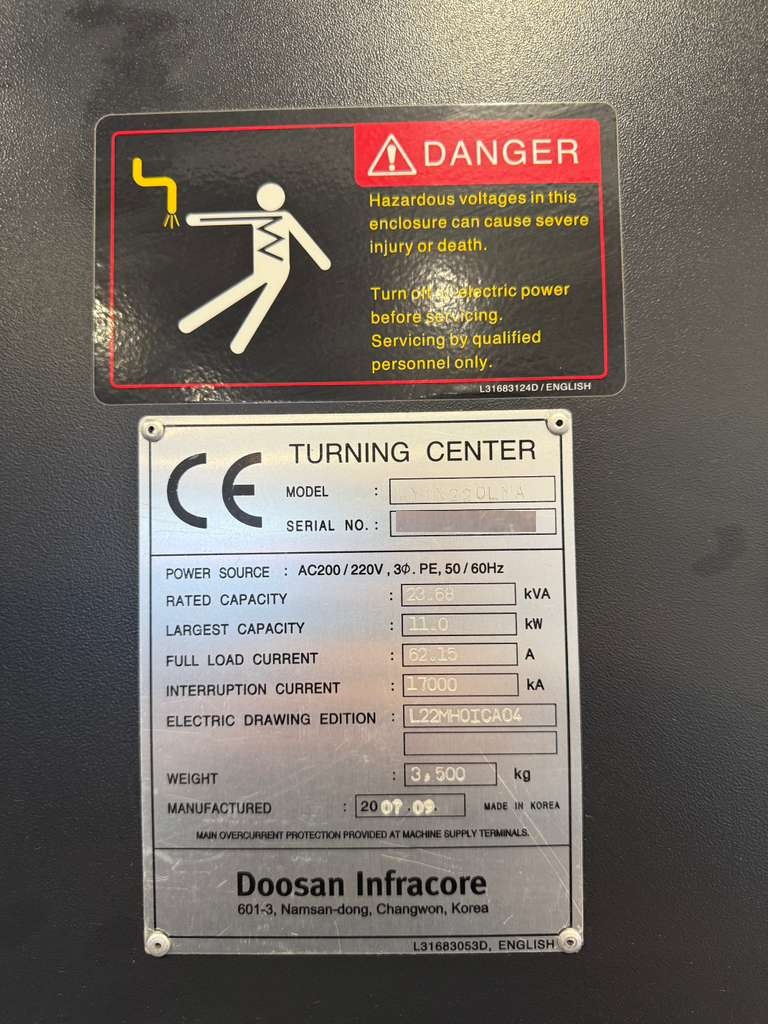 DANGER
Hazardous voltages in this
enclosure can cause severe
injury or death.
Turn off all electric power
before servicing.
Servicing by qualified
personnel only.
L31683124D / ENGLISH
CE
TURNING CENTER
MODEL :
SERIAL NO. :
POWER SOURCE : AC200 / 220V , 3Φ. PE, 50 / 60Hz
RATED CAPACITY : 23.68 kVA
LARGEST CAPACITY : 11.0 kW
FULL LOAD CURRENT : 62.15 A
INTERRUPTION CURRENT : 17000 kA
ELECTRIC DRAWING EDITION : L22MH0ICA04
WEIGHT : 3,500 kg
MANUFACTURED : 2007.09 MADE IN KOREA
MAIN OVERCURRENT PROTECTION PROVIDED AT MACHINE SUPPLY TERMINALS.
Doosan Infracore
601-3, Namsan-dong, Changwon, Korea
L31683053D, ENGLISH